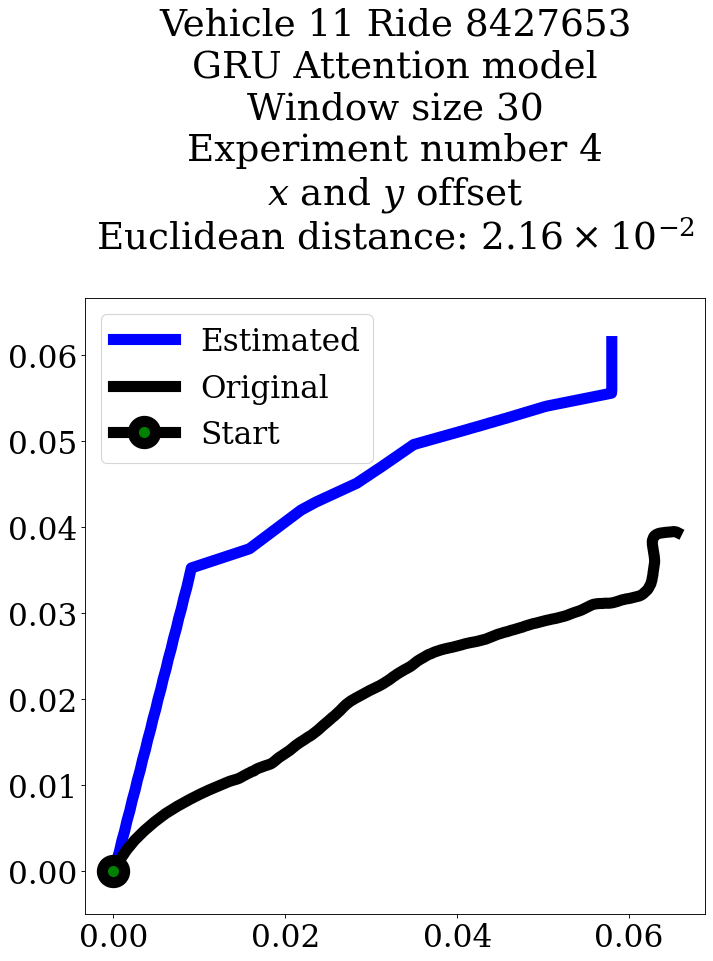 Vehicle 11 Ride 8427653
GRU Attention model
Window size 30
Experiment number 4
x and y offset
Euclidean distance: 2.16 × 10⁻²
Estimated
Original
Start
0.06
0.05
0.04
0.03
0.02
0.01
0.00
0.00 0.02 0.04 0.06